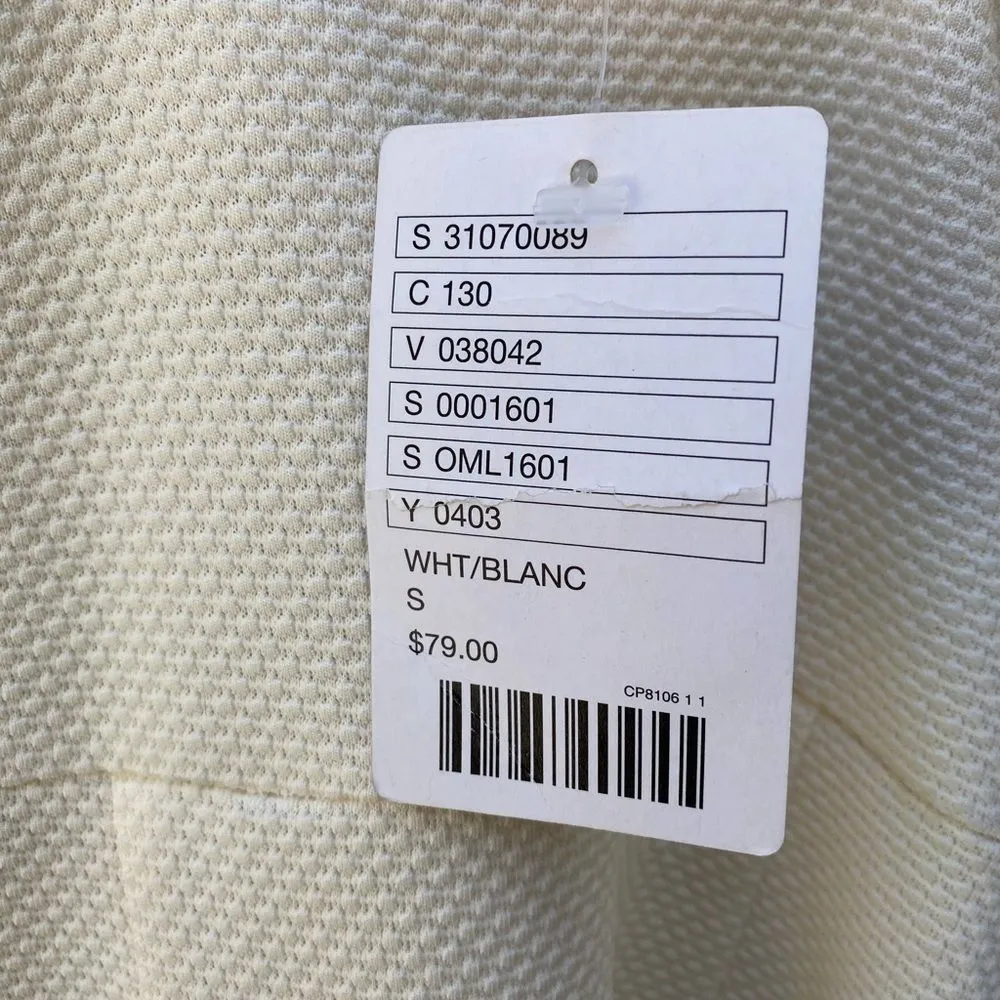 S 31070089
C 130
V 038042
S 0001601
S OML1601
Y 0403
WHT/BLANC
S
$79.00
CP8106 1 1